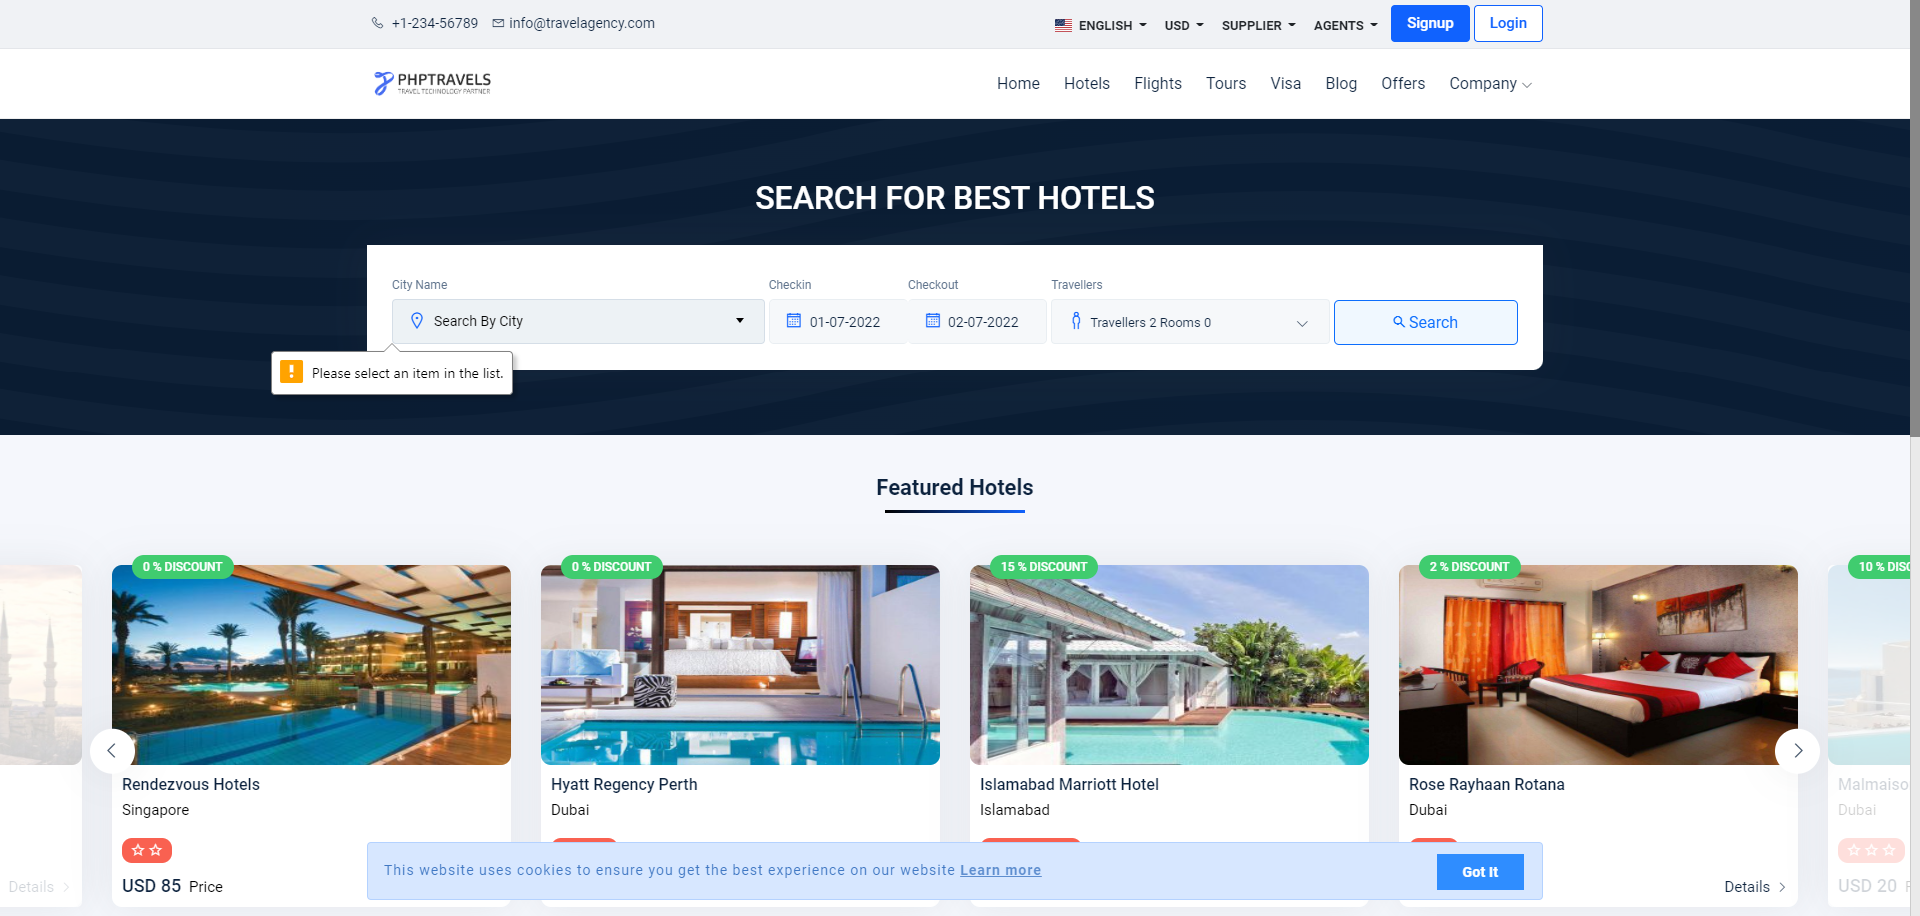 +1-234-56789 info@travelagency.com ENGLISH USD SUPPLIER AGENTS Signup Login
PHPTRAVELS
TRAVEL TECHNOLOGY PARTNER
Home Hotels Flights Tours Visa Blog Offers Company
SEARCH FOR BEST HOTELS
City Name Checkin Checkout Travellers
Search By City 01-07-2022 02-07-2022 Travellers 2 Rooms 0 Search
Please select an item in the list.
Featured Hotels
0 % DISCOUNT 0 % DISCOUNT 15 % DISCOUNT 2 % DISCOUNT 10 % DISC
Rendezvous Hotels Hyatt Regency Perth Islamabad Marriott Hotel Rose Rayhaan Rotana Malmaiso
Singapore Dubai Islamabad Dubai Dubai
This website uses cookies to ensure you get the best experience on our website Learn more Got It
Details USD 85 Price Details USD 20